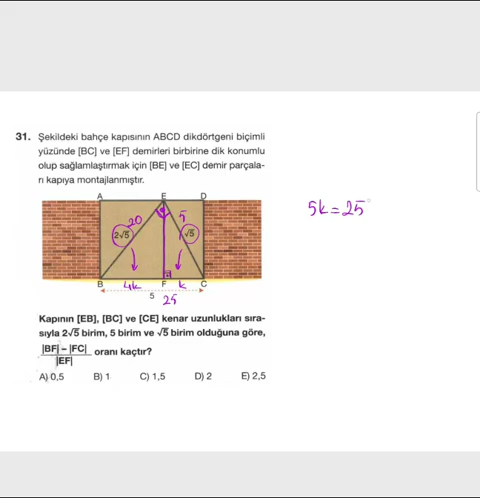 31. Şekildeki bahçe kapısının ABCD dikdörtgeni biçimli
yüzünde [BC] ve [EF] demirleri birbirine dik konumlu
olup sağlamlaştırmak için [BE] ve [EC] demir parçala-
rı kapıya montajlanmıştır.
A E D
20 5
2√5 √5
5k=25
B 4k F k C
5 25
Kapının [EB], [BC] ve [CE] kenar uzunlukları sıra-
sıyla 2√5 birim, 5 birim ve √5 birim olduğuna göre,
|BF| – |FC|
|EF|
oranı kaçtır?
A) 0,5 B) 1 C) 1,5 D) 2 E) 2,5